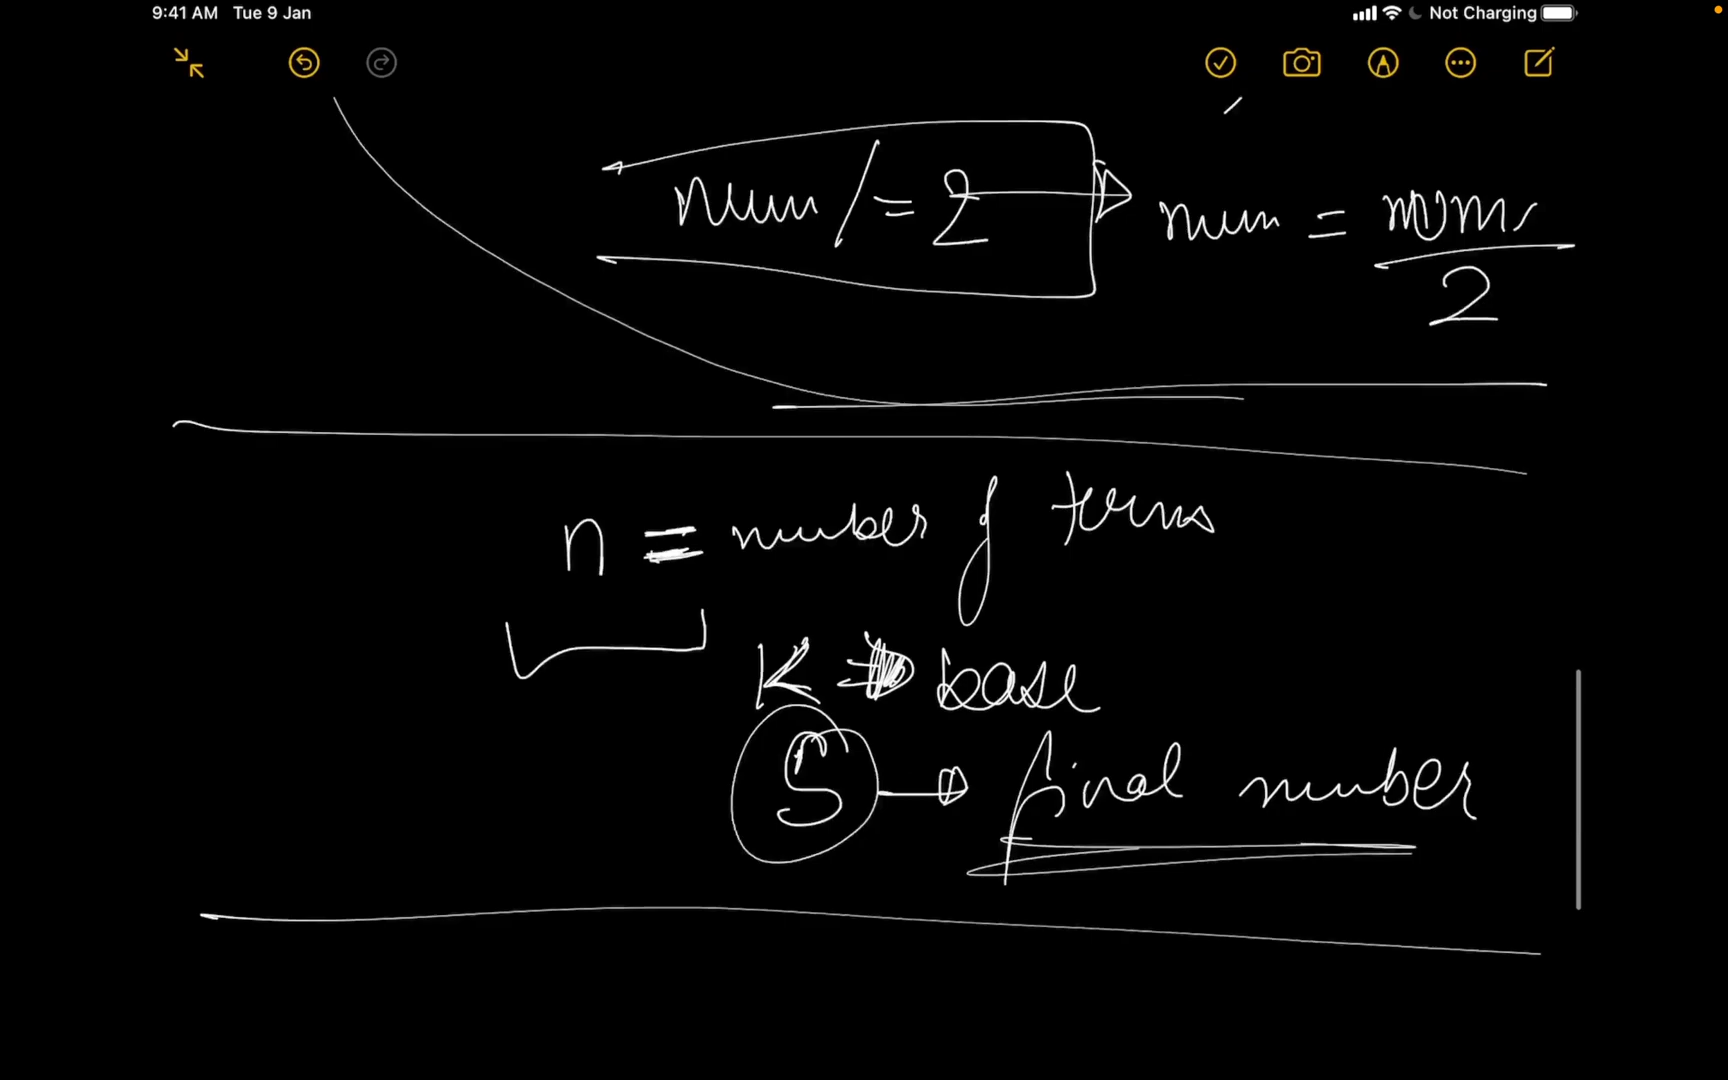 9:41 AM Tue 9 Jan Not Charging
num /= 2 num = num / 2
n = number of terms
K → base
S → final number